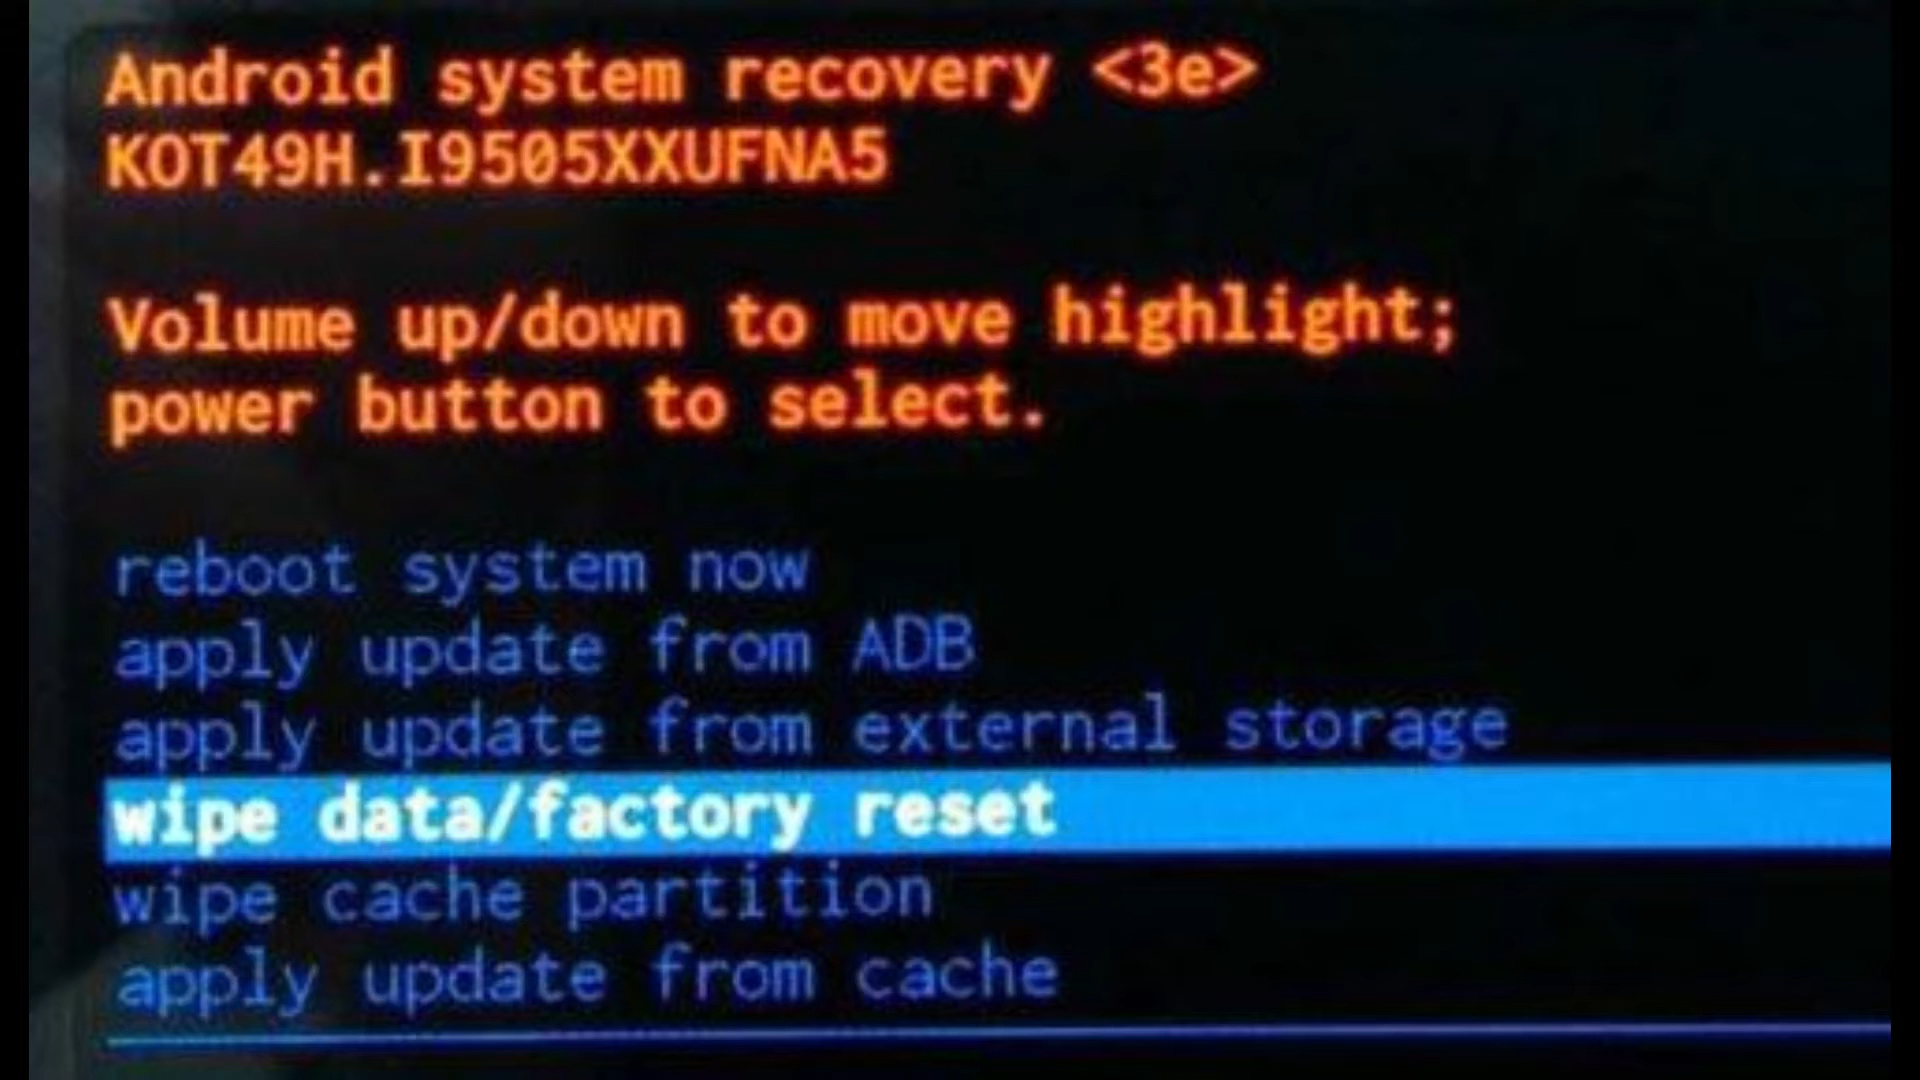 Android system recovery <3e>
KOT49H.I9505XXUFNA5
Volume up/down to move highlight;
power button to select.
reboot system now
apply update from ADB
apply update from external storage
wipe data/factory reset
wipe cache partition
apply update from cache